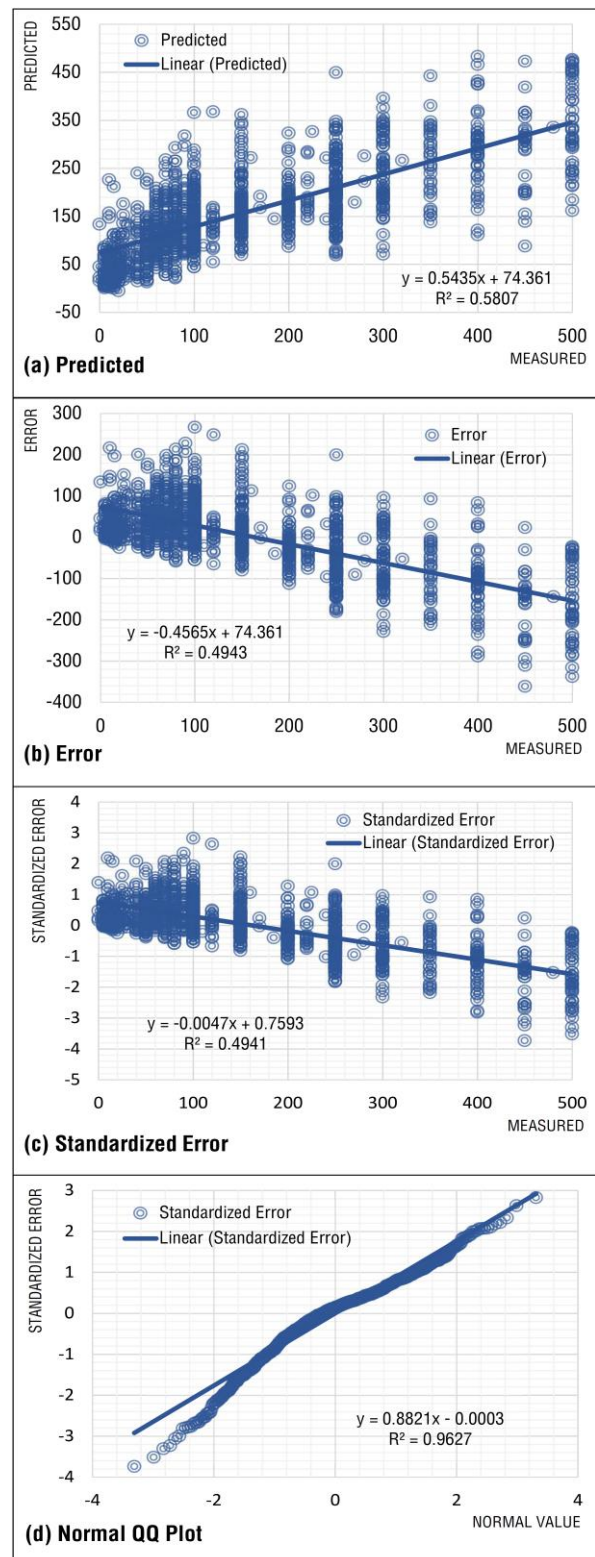 PREDICTED
550
450
350
250
150
50
-50
Predicted
Linear (Predicted)
y = 0.5435x + 74.361
R² = 0.5807
0 100 200 300 400 500
MEASURED
(a) Predicted
ERROR
300
200
100
0
-100
-200
-300
-400
Error
Linear (Error)
y = -0.4565x + 74.361
R² = 0.4943
0 100 200 300 400 500
MEASURED
(b) Error
STANDARDIZED ERROR
4
3
2
1
0
-1
-2
-3
-4
-5
Standardized Error
Linear (Standardized Error)
y = -0.0047x + 0.7593
R² = 0.4941
0 100 200 300 400 500
MEASURED
(c) Standardized Error
STANDARDIZED ERROR
3
2
1
0
-1
-2
-3
-4
Standardized Error
Linear (Standardized Error)
y = 0.8821x - 0.0003
R² = 0.9627
-4 -2 0 2 4
NORMAL VALUE
(d) Normal QQ Plot